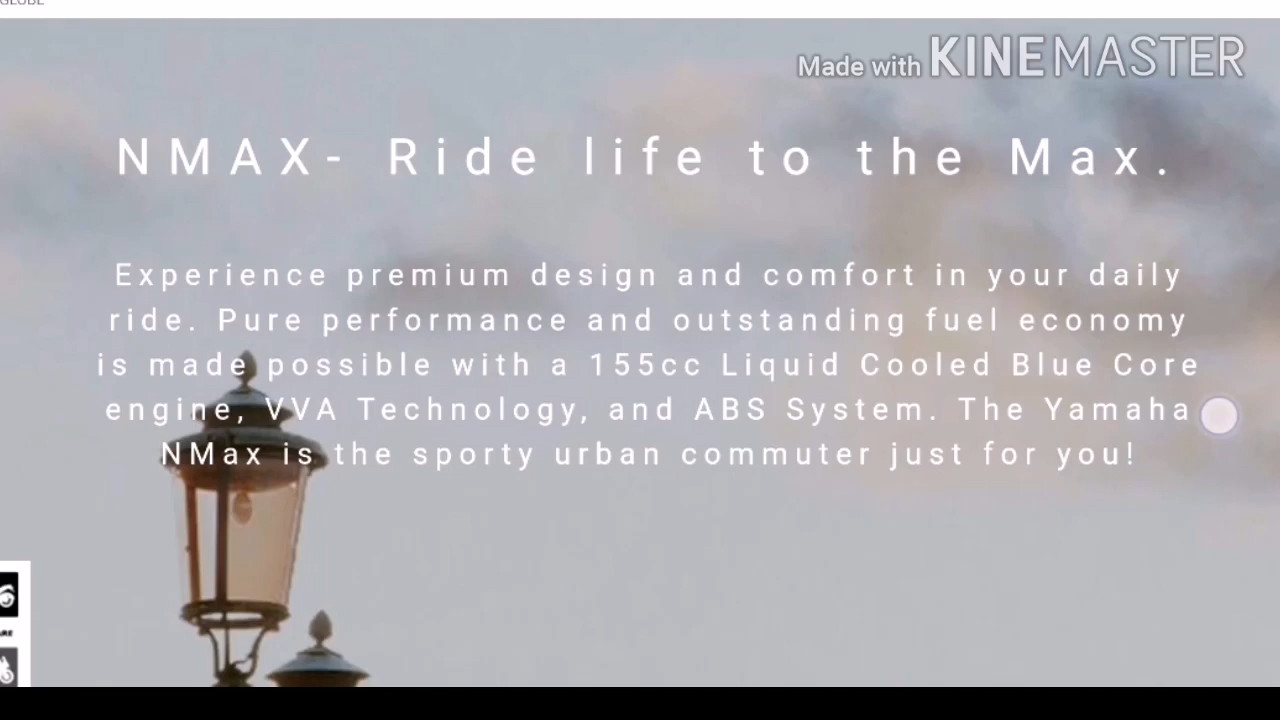 GLOBE
Made with KINEMASTER
NMAX- Ride life to the Max.
Experience premium design and comfort in your daily
ride. Pure performance and outstanding fuel economy
is made possible with a 155cc Liquid Cooled Blue Core
engine, VVA Technology, and ABS System. The Yamaha
NMax is the sporty urban commuter just for you!